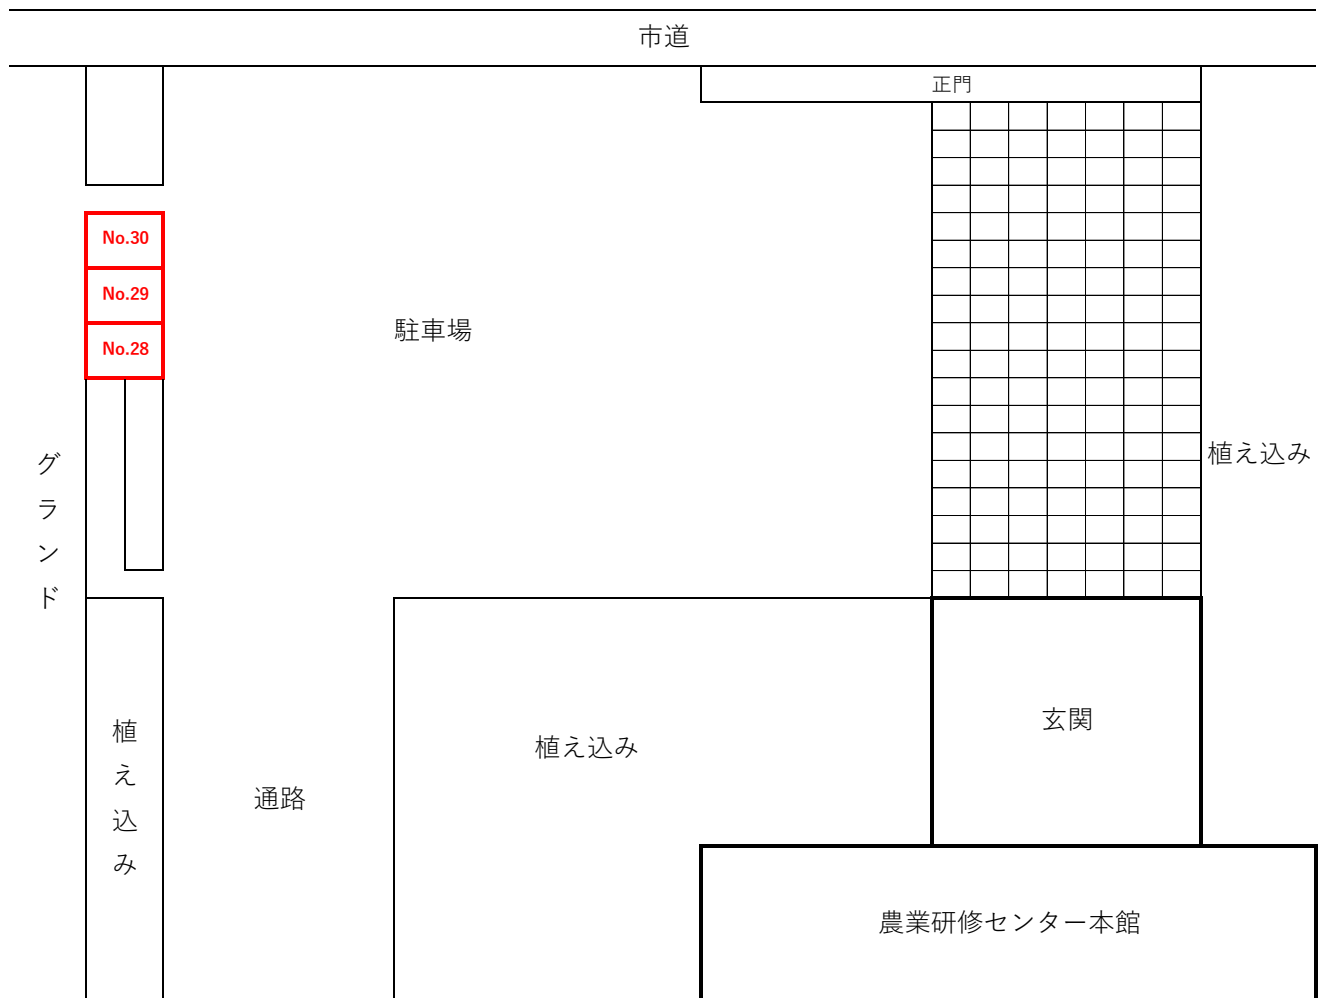 市道
正門
No.30
No.29
No.28
駐車場
グランド
植え込み
植え込み
通路
植え込み
玄関
農業研修センター本館